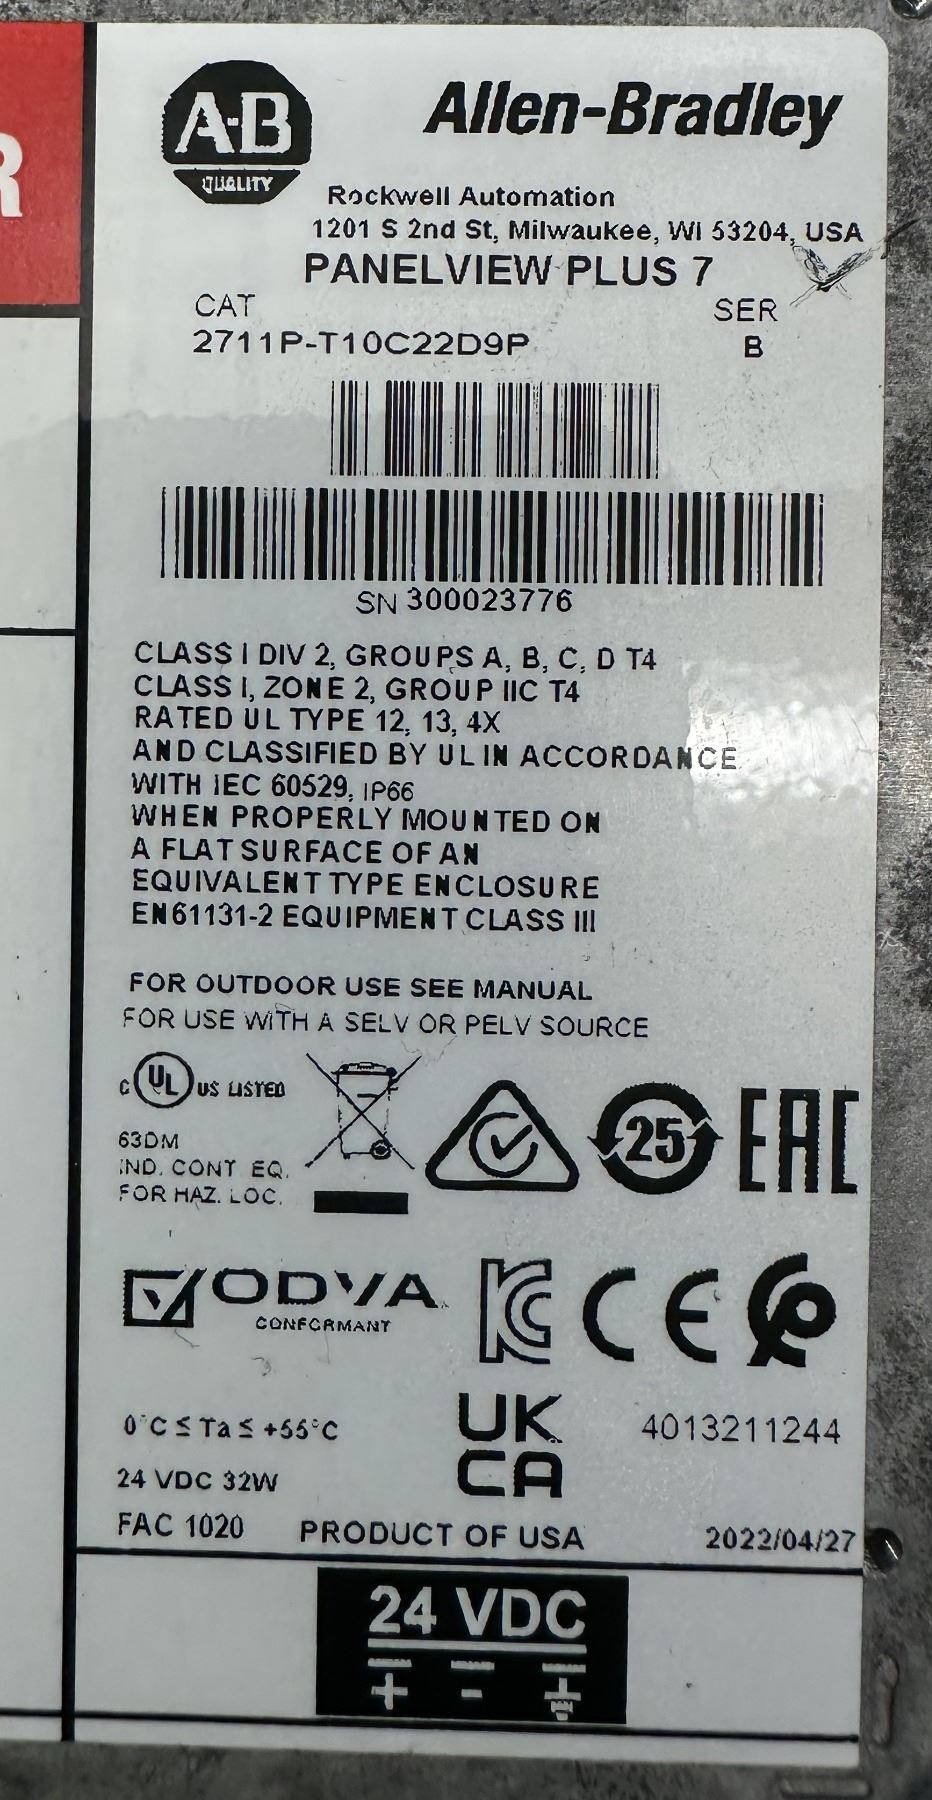 R
A-B
QUALITY
Allen-Bradley
Rockwell Automation
1201 S 2nd St, Milwaukee, WI 53204, USA
PANELVIEW PLUS 7
CAT
SER
2711P-T10C22D9P
B
SN 300023776
CLASS I DIV 2, GROUPS A, B, C, D T4
CLASS I, ZONE 2, GROUP IIC T4
RATED UL TYPE 12, 13, 4X
AND CLASSIFIED BY UL IN ACCORDANCE
WITH IEC 60529, IP66
WHEN PROPERLY MOUNTED ON
A FLAT SURFACE OF AN
EQUIVALENT TYPE ENCLOSURE
EN61131-2 EQUIPMENT CLASS III
FOR OUTDOOR USE SEE MANUAL
FOR USE WITH A SELV OR PELV SOURCE
C UL US LISTED
25
EAC
63DM
IND. CONT EQ.
FOR HAZ. LOC.
ODVA
CONFORMANT
KC
CE
0°C ≤ Ta ≤ +55°C
UK
CA
4013211244
24 VDC 32W
FAC 1020
PRODUCT OF USA
2022/04/27
24 VDC
+ - +